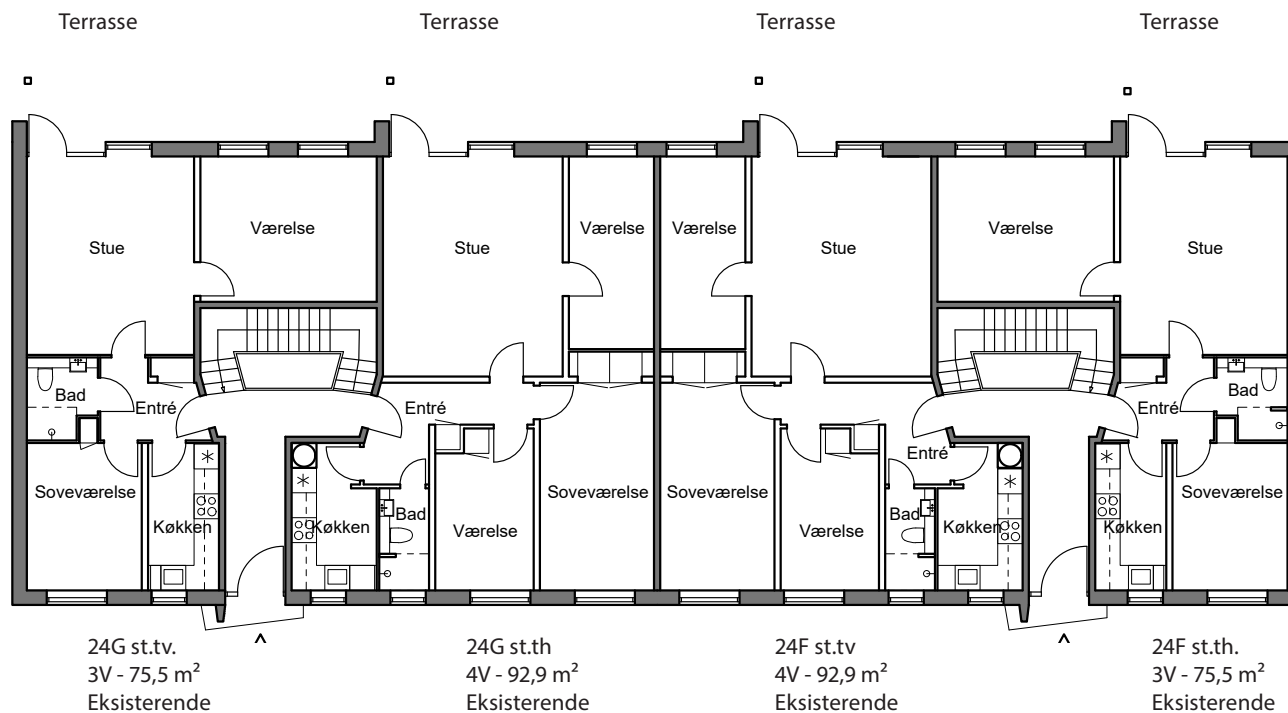 Terrasse
Terrasse
Terrasse
Terrasse
Stue
Værelse
Stue
Værelse
Værelse
Stue
Værelse
Stue
Bad
Entré
Entré
Entré
Bad
Entré
Soveværelse
Køkken
Køkken
Bad
Værelse
Soveværelse
Soveværelse
Værelse
Bad
Køkken
Køkken
Soveværelse
24G st.tv.
3V - 75,5 m²
Eksisterende
24G st.th
4V - 92,9 m²
Eksisterende
24F st.tv
4V - 92,9 m²
Eksisterende
24F st.th.
3V - 75,5 m²
Eksisterende